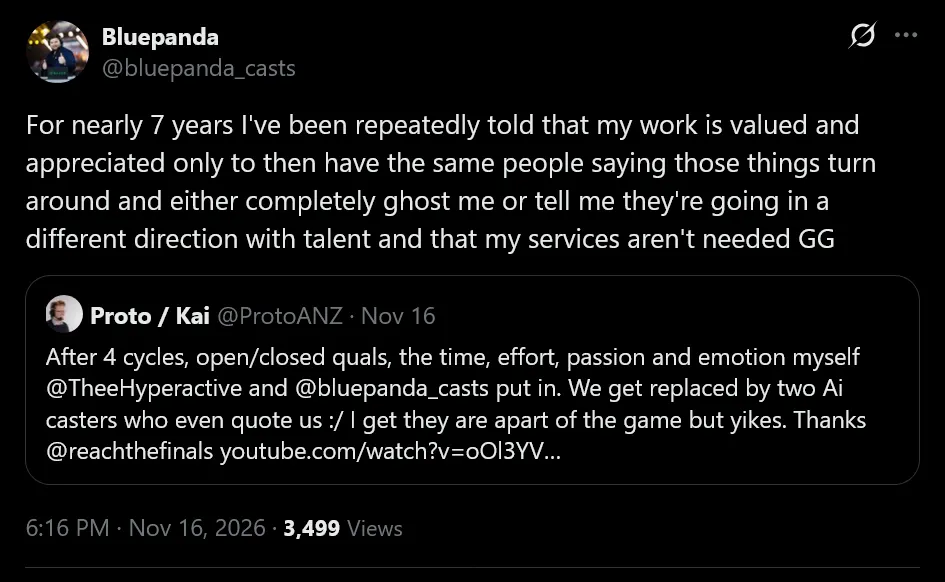 Bluepanda
@bluepanda_casts
For nearly 7 years I've been repeatedly told that my work is valued and
appreciated only to then have the same people saying those things turn
around and either completely ghost me or tell me they're going in a
different direction with talent and that my services aren't needed GG
Proto / Kai @ProtoANZ · Nov 16
After 4 cycles, open/closed quals, the time, effort, passion and emotion myself
@TheeHyperactive and @bluepanda_casts put in. We get replaced by two Ai
casters who even quote us :/ I get they are apart of the game but yikes. Thanks
@reachthefinals youtube.com/watch?v=oOl3YV...
6:16 PM · Nov 16, 2026 · 3,499 Views